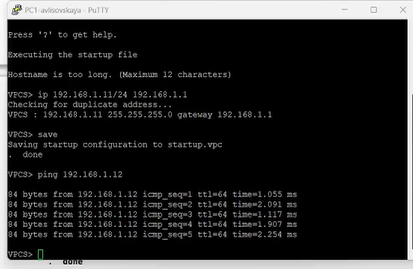 PC1-avlisovskaya - PuTTY
Press '?' to get help.
Executing the startup file
Hostname is too long. (Maximum 12 characters)
VPCS> ip 192.168.1.11/24 192.168.1.1
Checking for duplicate address...
VPCS : 192.168.1.11 255.255.255.0 gateway 192.168.1.1
VPCS> save
Saving startup configuration to startup.vpc
.  done
VPCS> ping 192.168.1.12
84 bytes from 192.168.1.12 icmp_seq=1 ttl=64 time=1.055 ms
84 bytes from 192.168.1.12 icmp_seq=2 ttl=64 time=2.091 ms
84 bytes from 192.168.1.12 icmp_seq=3 ttl=64 time=1.117 ms
84 bytes from 192.168.1.12 icmp_seq=4 ttl=64 time=1.907 ms
84 bytes from 192.168.1.12 icmp_seq=5 ttl=64 time=2.254 ms
VPCS>
.  done